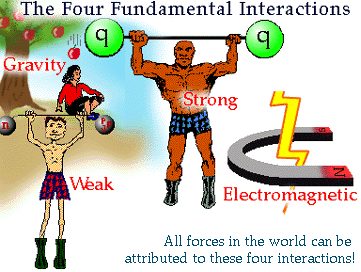 The Four Fundamental Interactions
q
q
Gravity
Strong
n
Weak
S
N
Electromagnetic
All forces in the world can be
attributed to these four interactions!